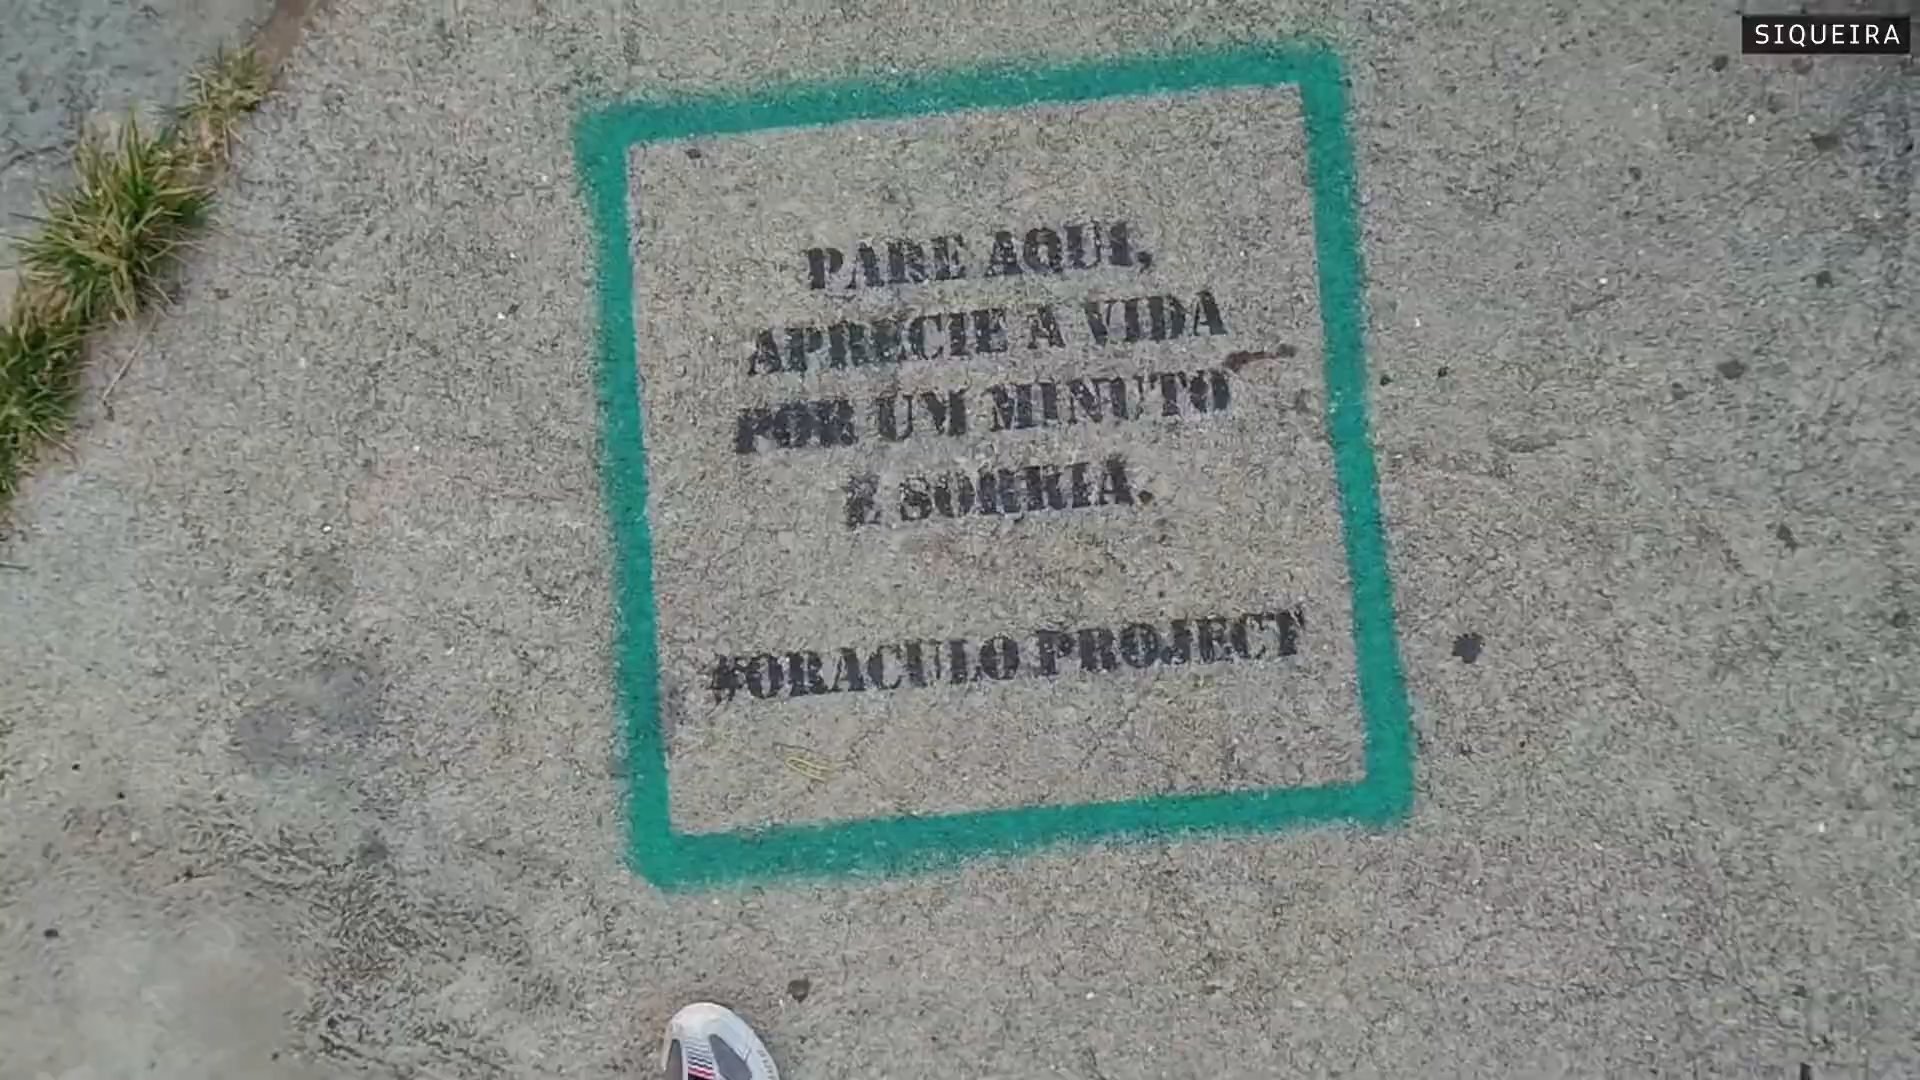 SIQUEIRA
PARE AQUI,
APRECIE A VIDA
POR UM MINUTO
E SORRIA.
#ORACULO.PROJECT